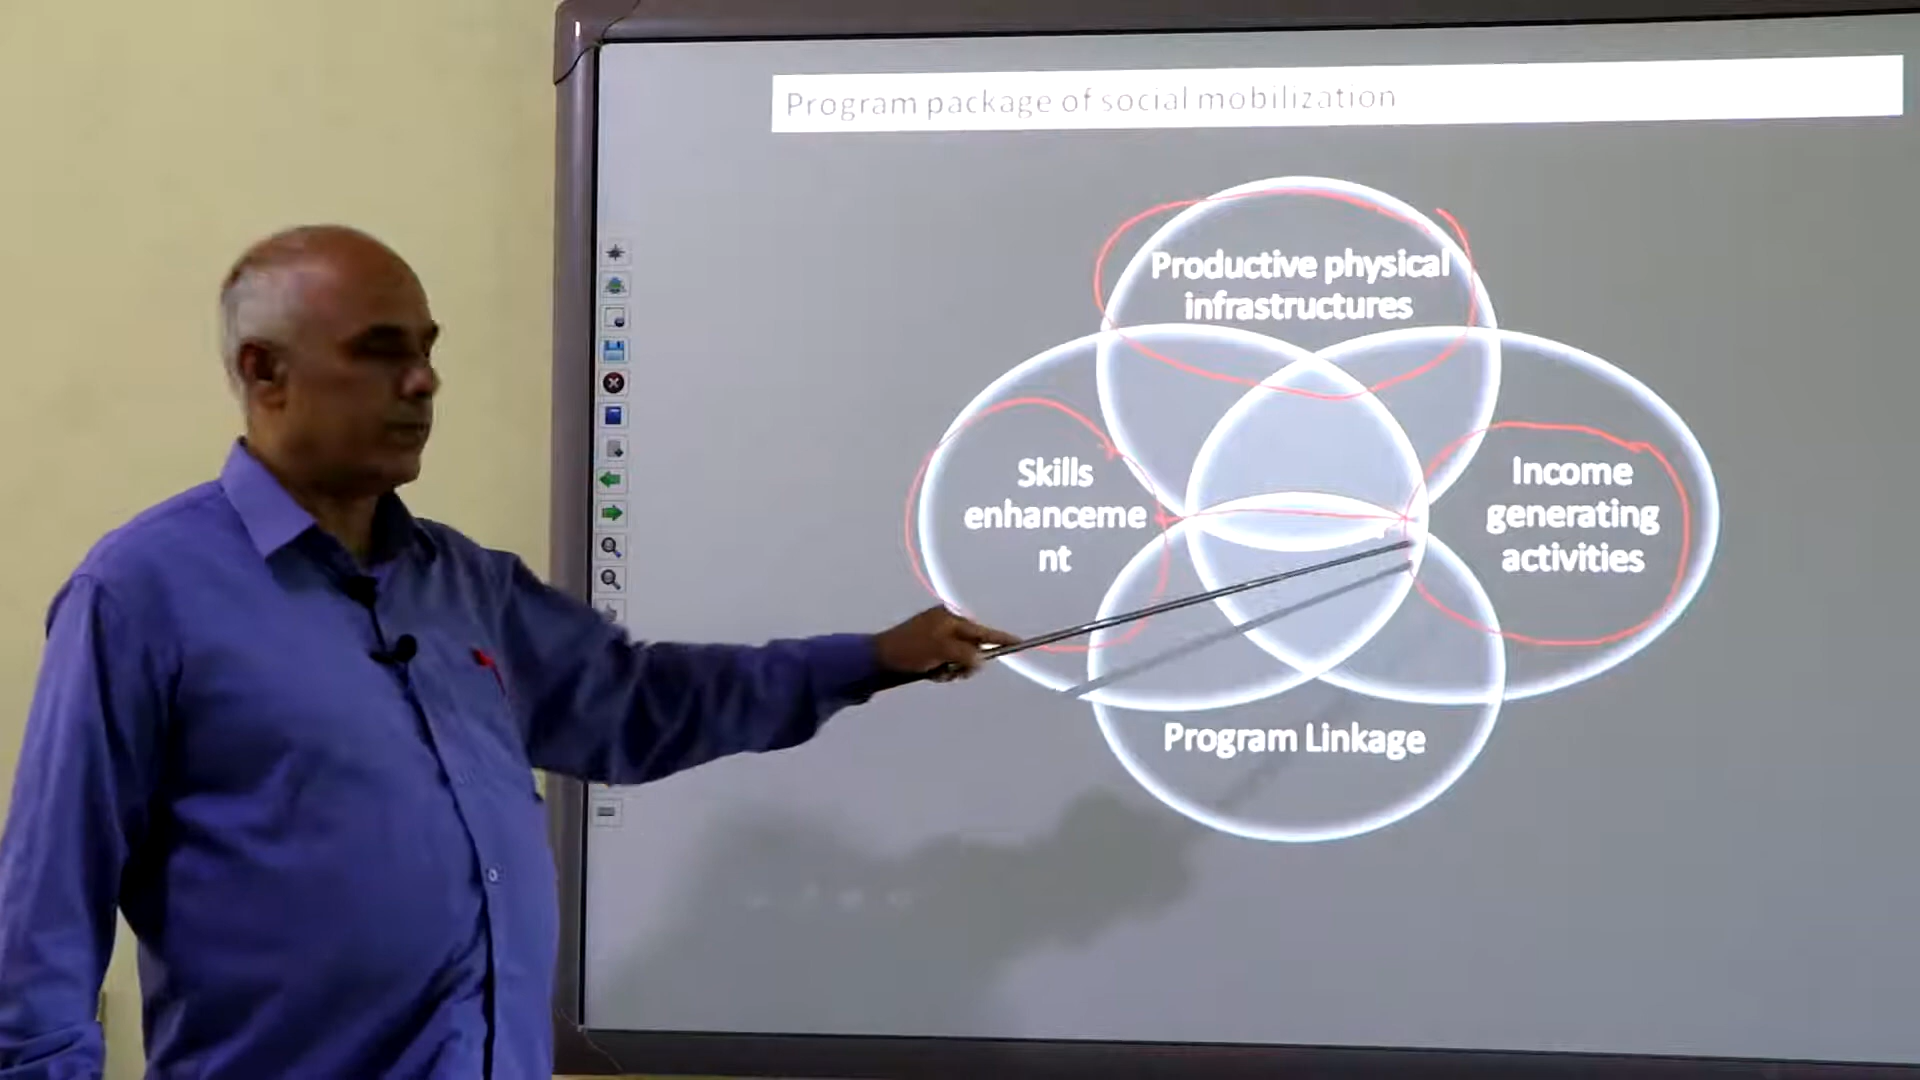 Program package of social mobilization
Productive physical
infrastructures
Skills
enhanceme
nt
Income
generating
activities
Program Linkage